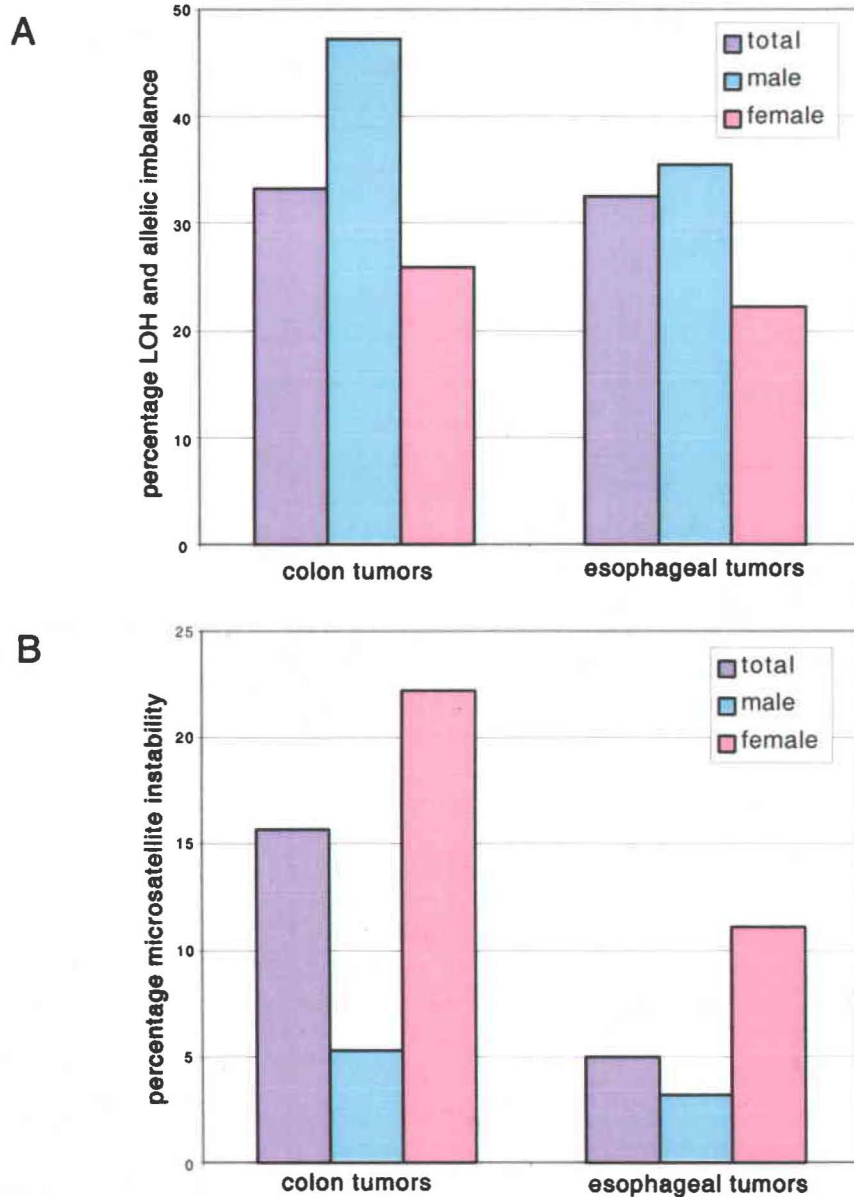 A
percentage LOH and allelic imbalance
50
40
30
20
10
0
total
male
female
colon tumors
esophageal tumors
B
percentage microsatellite instability
25
20
15
10
5
0
total
male
female
colon tumors
esophageal tumors